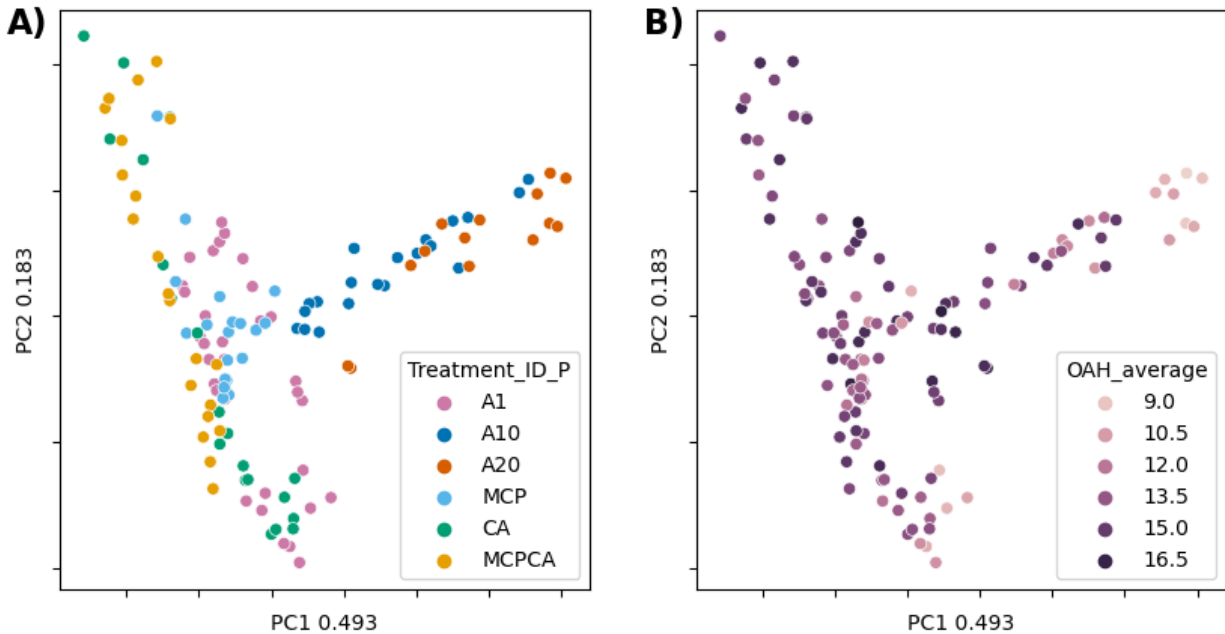 A)
PC2 0.183
Treatment_ID_P
A1
A10
A20
MCP
CA
MCPCA
PC1 0.493
B)
PC2 0.183
OAH_average
9.0
10.5
12.0
13.5
15.0
16.5
PC1 0.493